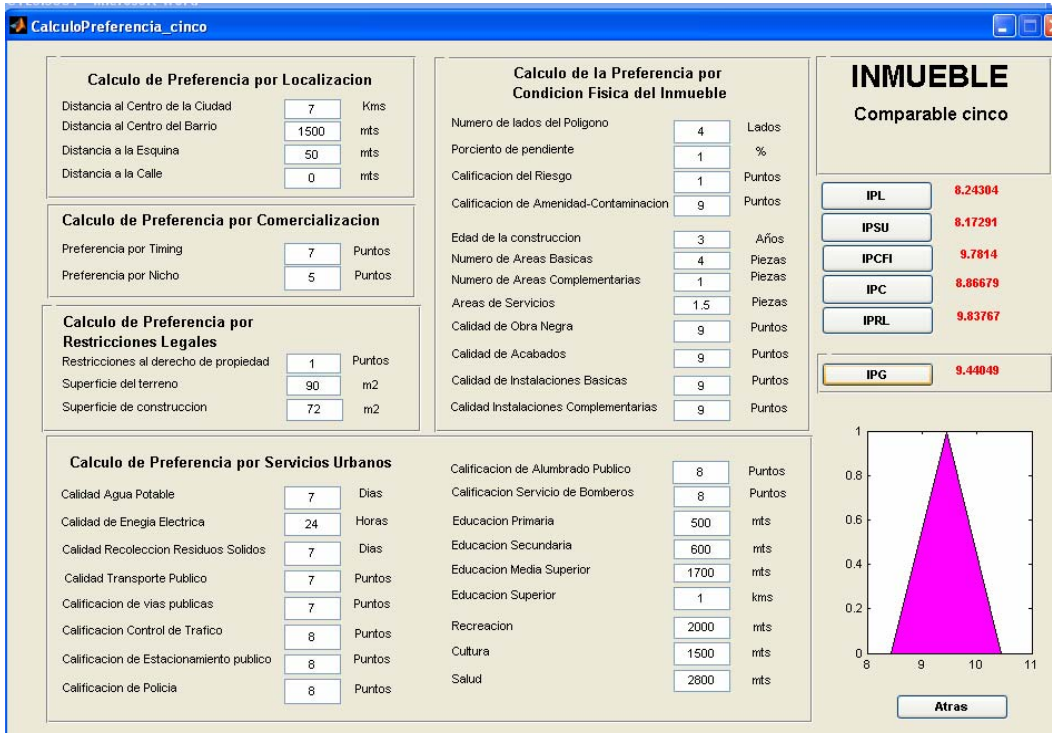 CalculoPreferencia_cinco
Calculo de Preferencia por Localizacion
Distancia al Centro de la Ciudad 7 Kms
Distancia al Centro del Barrio 1500 mts
Distancia a la Esquina 50 mts
Distancia a la Calle 0 mts
Calculo de Preferencia por Comercializacion
Preferencia por Timing 7 Puntos
Preferencia por Nicho 5 Puntos
Calculo de Preferencia por
Restricciones Legales
Restricciones al derecho de propiedad 1 Puntos
Superficie del terreno 90 m2
Superficie de construccion 72 m2
Calculo de la Preferencia por
Condicion Fisica del Inmueble
Numero de lados del Poligono 4 Lados
Porciento de pendiente 1 %
Calificacion del Riesgo 1 Puntos
Calificacion de Amenidad-Contaminacion 9 Puntos
Edad de la construccion 3 Años
Numero de Areas Basicas 4 Piezas
Numero de Areas Complementarias 1 Piezas
Areas de Servicios 1.5 Piezas
Calidad de Obra Negra 9 Puntos
Calidad de Acabados 9 Puntos
Calidad de Instalaciones Basicas 9 Puntos
Calidad Instalaciones Complementarias 9 Puntos
INMUEBLE
Comparable cinco
IPL 8.24304
IPSU 8.17291
IPCFI 9.7814
IPC 8.86679
IPRL 9.83767
IPG 9.44049
Calculo de Preferencia por Servicios Urbanos
Calidad Agua Potable 7 Dias
Calidad de Enegia Electrica 24 Horas
Calidad Recoleccion Residuos Solidos 7 Dias
Calidad Transporte Publico 7 Puntos
Calificacion de vias publicas 7 Puntos
Calificacion Control de Trafico 8 Puntos
Calificacion de Estacionamiento publico 8 Puntos
Calificacion de Policia 8 Puntos
Calificacion de Alumbrado Publico 8 Puntos
Calificacion Servicio de Bomberos 8 Puntos
Educacion Primaria 500 mts
Educacion Secundaria 600 mts
Educacion Media Superior 1700 mts
Educacion Superior 1 kms
Recreacion 2000 mts
Cultura 1500 mts
Salud 2800 mts
1
0.8
0.6
0.4
0.2
0
8 9 10 11
Atras